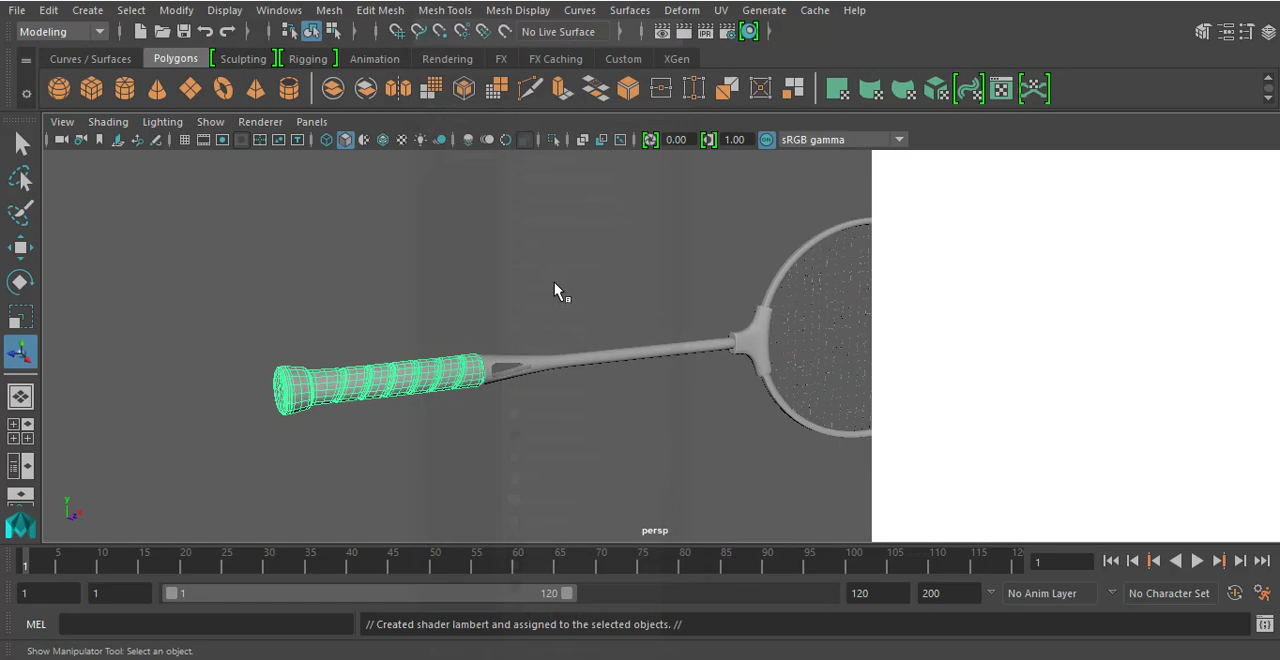 File Edit Create Select Modify Display Windows Mesh Edit Mesh Mesh Tools Mesh Display Curves Surfaces Deform UV Generate Cache Help
Modeling No Live Surface
Curves / Surfaces Polygons Sculpting Rigging Animation Rendering FX FX Caching Custom XGen
View Shading Lighting Show Renderer Panels
0.00 1.00 ON sRGB gamma
y
z
persp
5 10 15 20 25 30 35 40 45 50 55 60 65 70 75 80 85 90 95 100 105 110 115 12
1 1
1 1 1 120 120 200 No Anim Layer No Character Set
MEL // Created shader lambert and assigned to the selected objects. //
Show Manipulator Tool: Select an object.